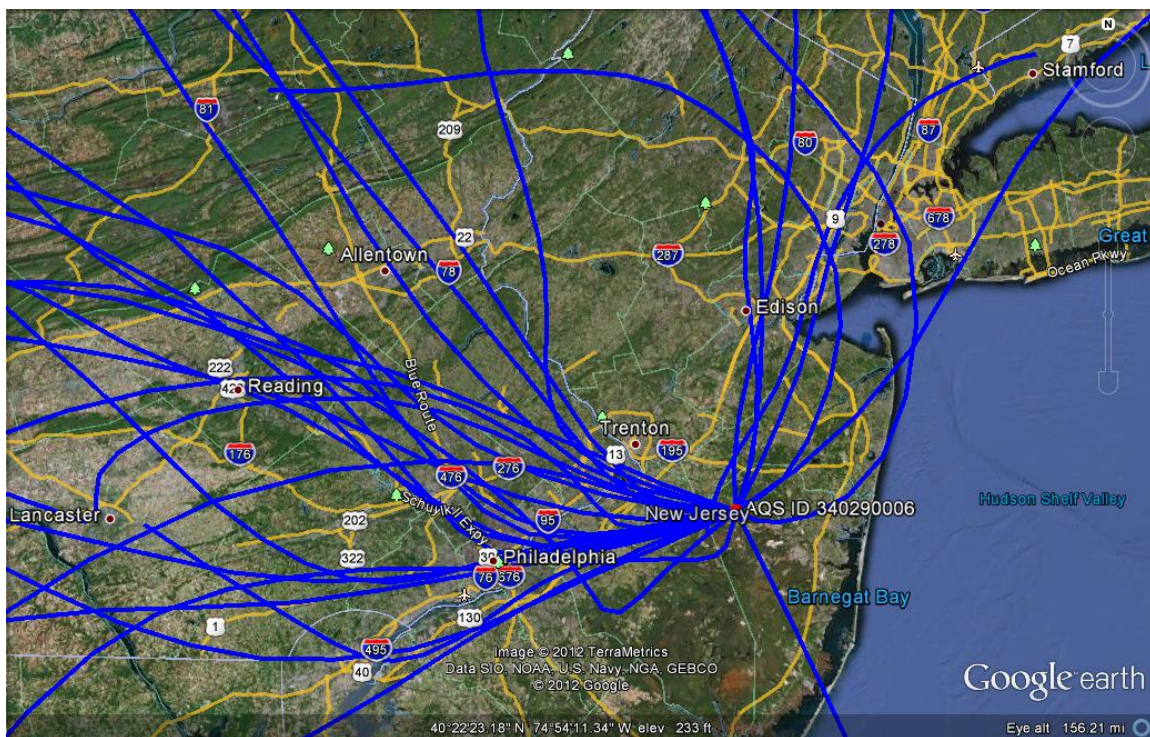 N
7
Stamford
L
81
87
209
80
9
678
22
278
Great
287
Allentown
78
Ocean Pkwy
Edison
222
Reading
Blue Route
Trenton
13
195
176
276
476
Hudson Shelf Valley
AQS ID 340290006
New Jersey
Lancaster
95
202
322
Philadelphia
76
676
Barnegat Bay
130
1
495
40
Image © 2012 TerraMetrics
Data SIO, NOAA, U.S. Navy, NGA, GEBCO
© 2012 Google
Google earth
40°22'23.18" N 74°54'11.34" W elev 233 ft
Eye alt 156.21 mi